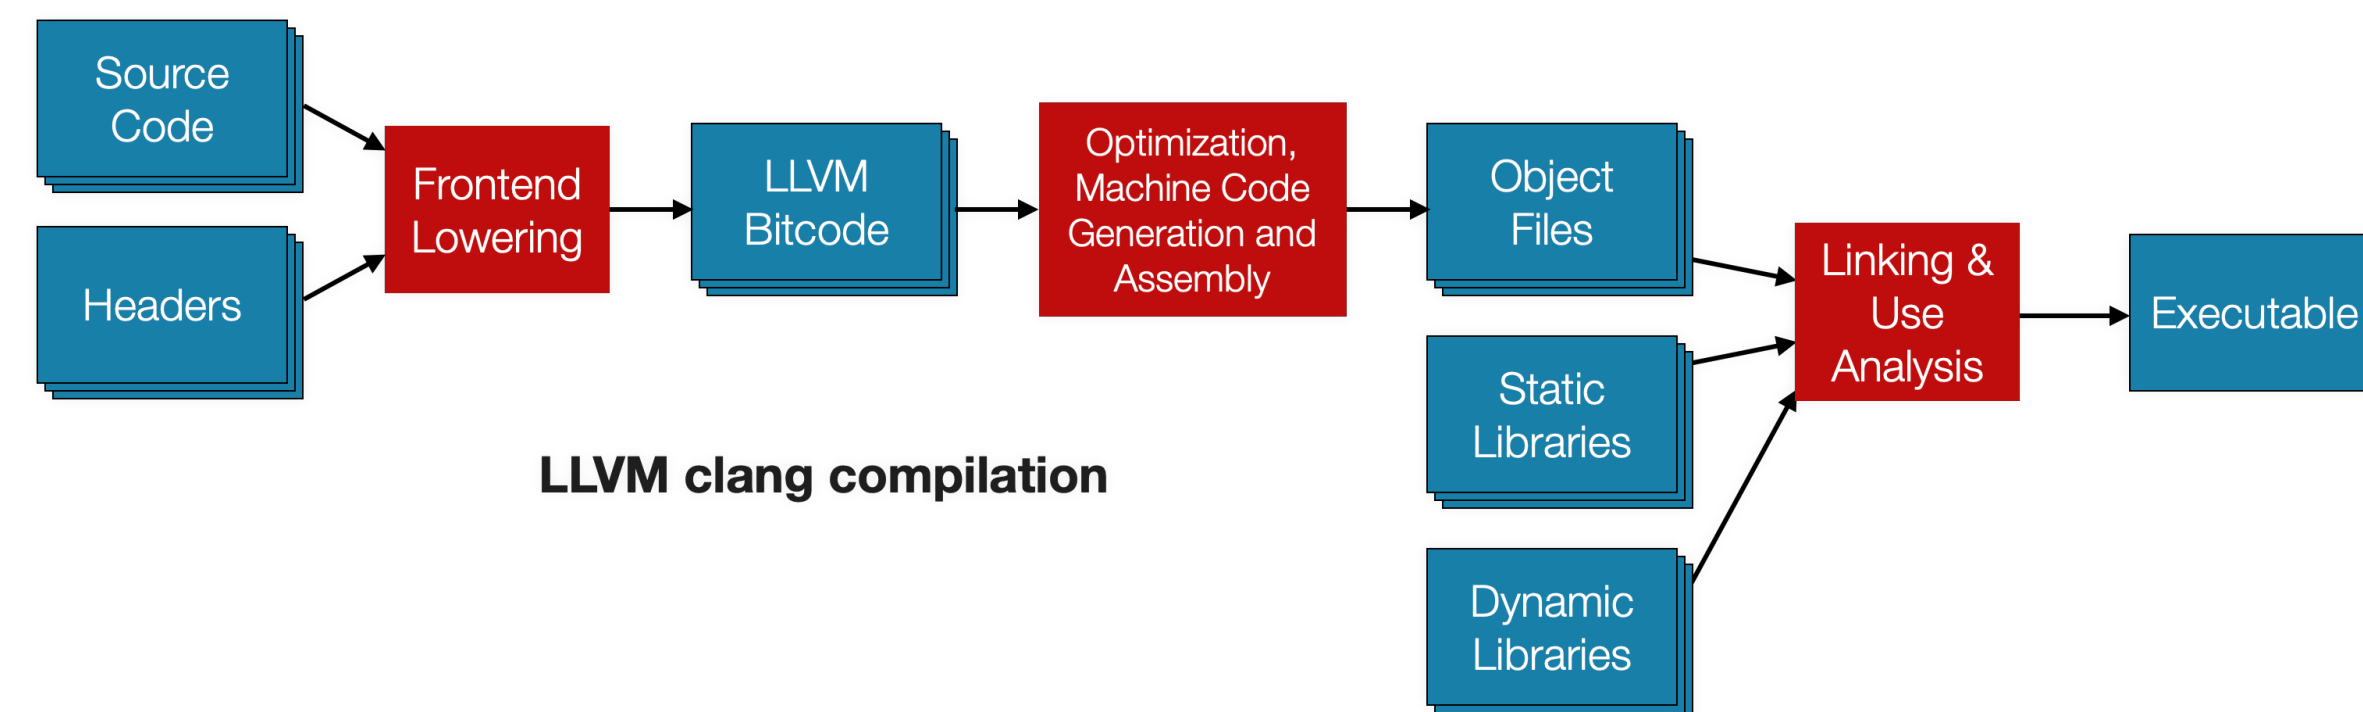 Source
Code
Headers
Frontend
Lowering
LLVM
Bitcode
Optimization,
Machine Code
Generation and
Assembly
Object
Files
Static
Libraries
Dynamic
Libraries
Linking &
Use
Analysis
Executable
LLVM clang compilation